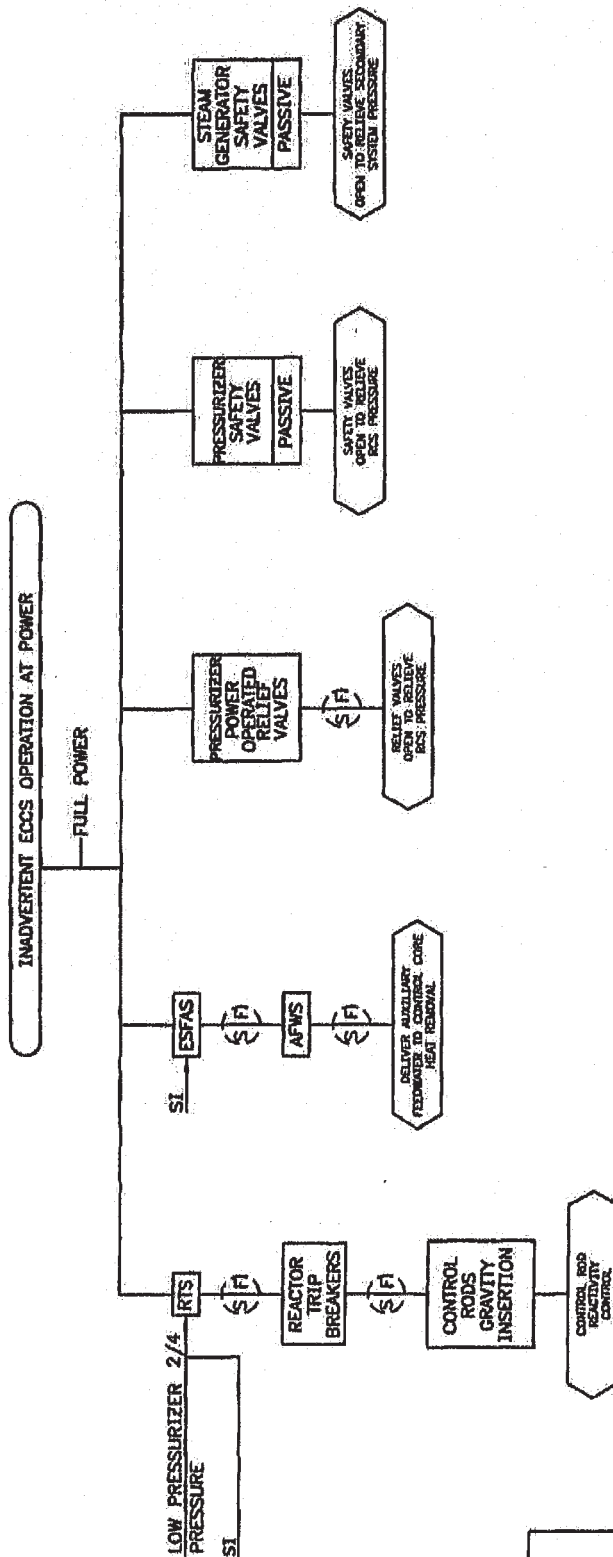 INADVERTENT ECCS OPERATION AT POWER
FULL POWER
LOW PRESSURIZER 2/4
PRESSURE
SI
RTS
S F
REACTOR
TRIP
BREAKERS
S F
CONTROL
RODS
GRAVITY
INSERTION
CONTROL ROD
REACTIVITY
CONTROL
SI
ESFAS
S F
AFWS
S F
DELIVER AUXILIARY
FEEDWATER TO CONTROL CORE
HEAT REMOVAL
PRESSURIZER
POWER
OPERATED
RELIEF
VALVES
S F
RELIEF VALVES
OPEN TO RELIEVE
RCS PRESSURE
PRESSURIZER
SAFETY
VALVES
PASSIVE
SAFETY VALVES
OPEN TO RELIEVE
RCS PRESSURE
STEAM
GENERATOR
SAFETY
VALVES
PASSIVE
SAFETY VALVES
OPEN TO RELIEVE SECONDARY
SYSTEM PRESSURE